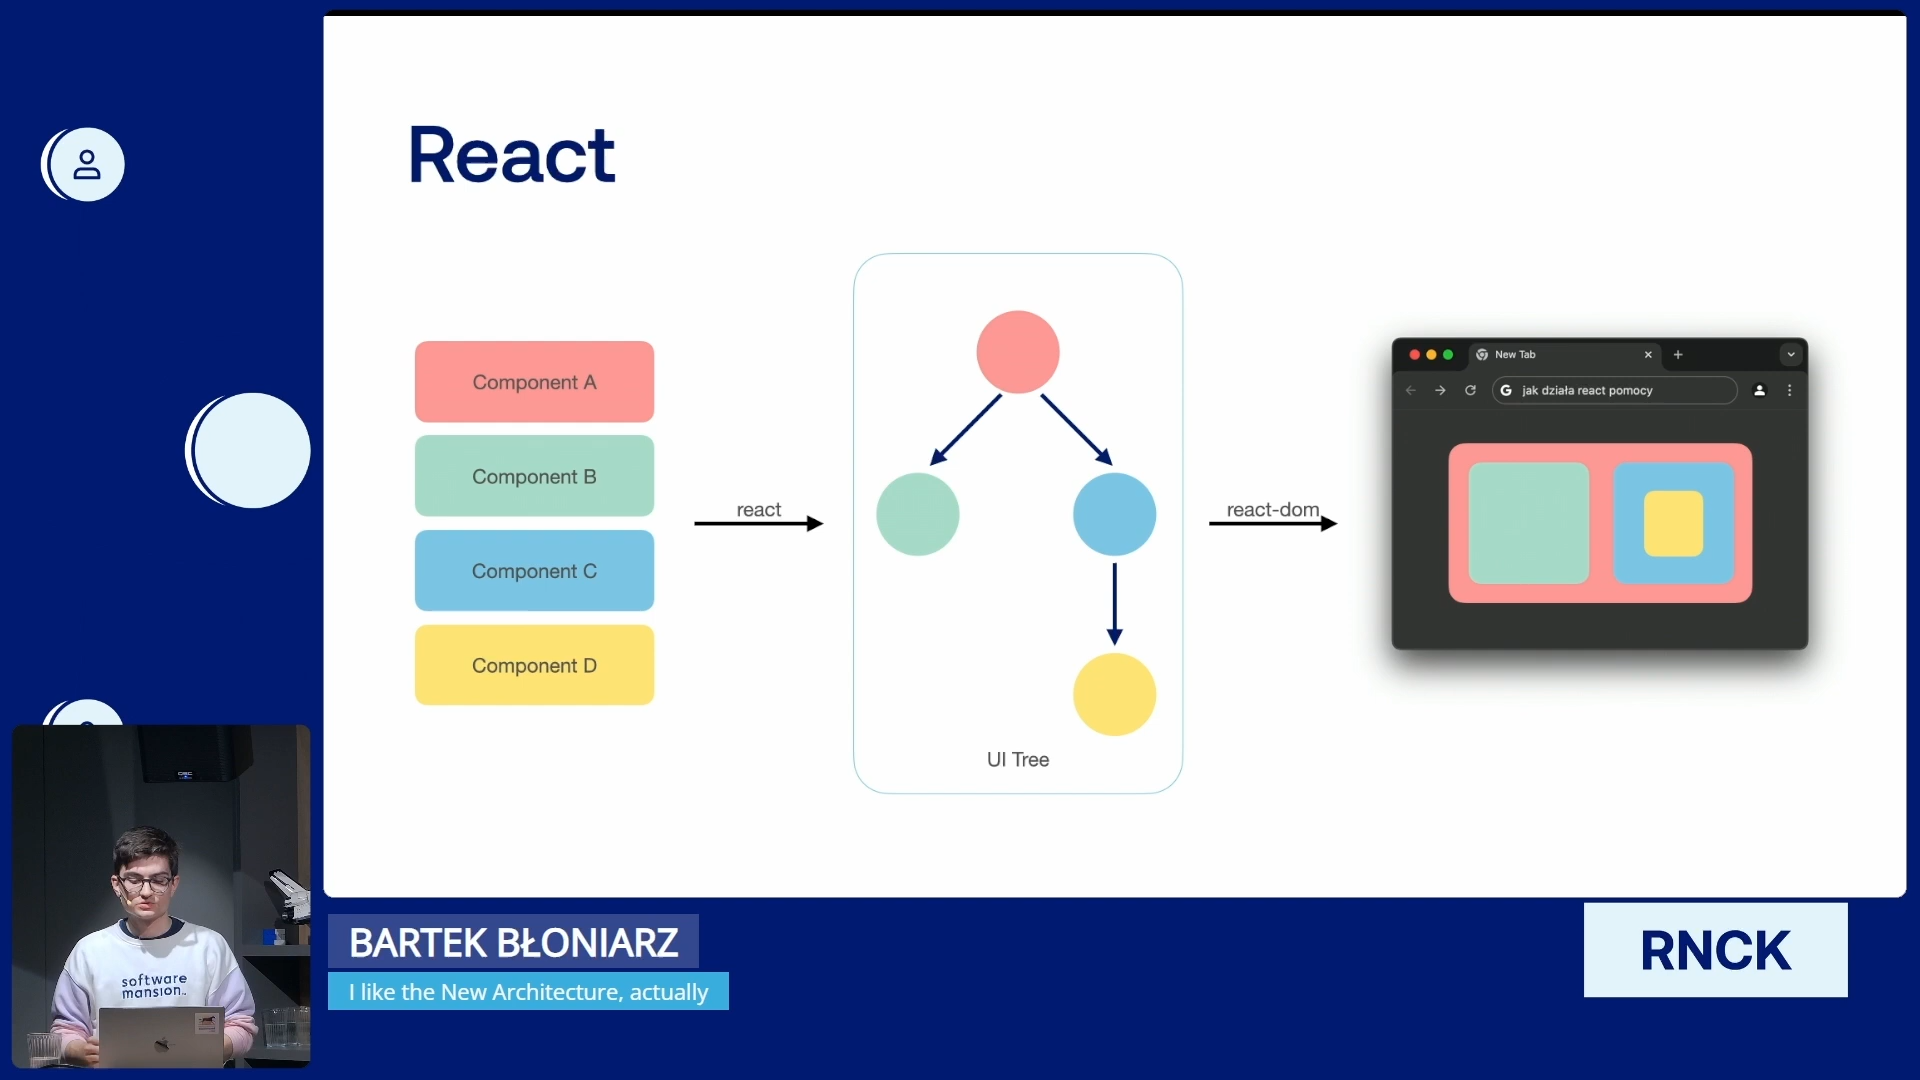 React
Component A
Component B
Component C
Component D
react
UI Tree
react-dom
New Tab
jak działa react pomocy
software
mansion
BARTEK BŁONIARZ
I like the New Architecture, actually
RNCK